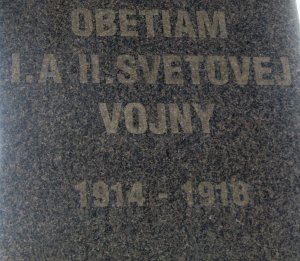 OBETIAM
I. A II. SVETOVEJ
VOJNY
1914 - 1918